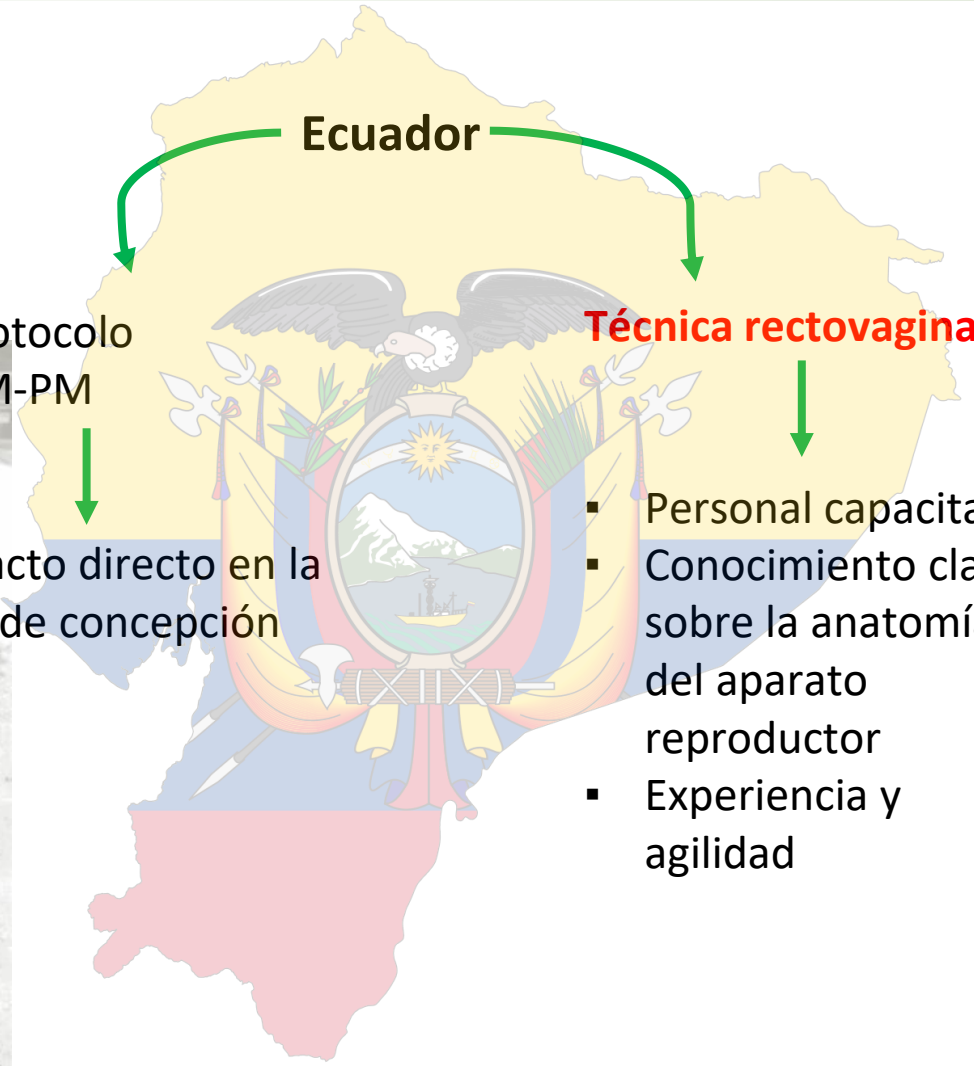 Ecuador
otocolo
M-PM
acto directo en la
de concepción
Técnica rectovagina
Personal capacita
Conocimiento cla
sobre la anatomí
del aparato
reproductor
Experiencia y
agilidad